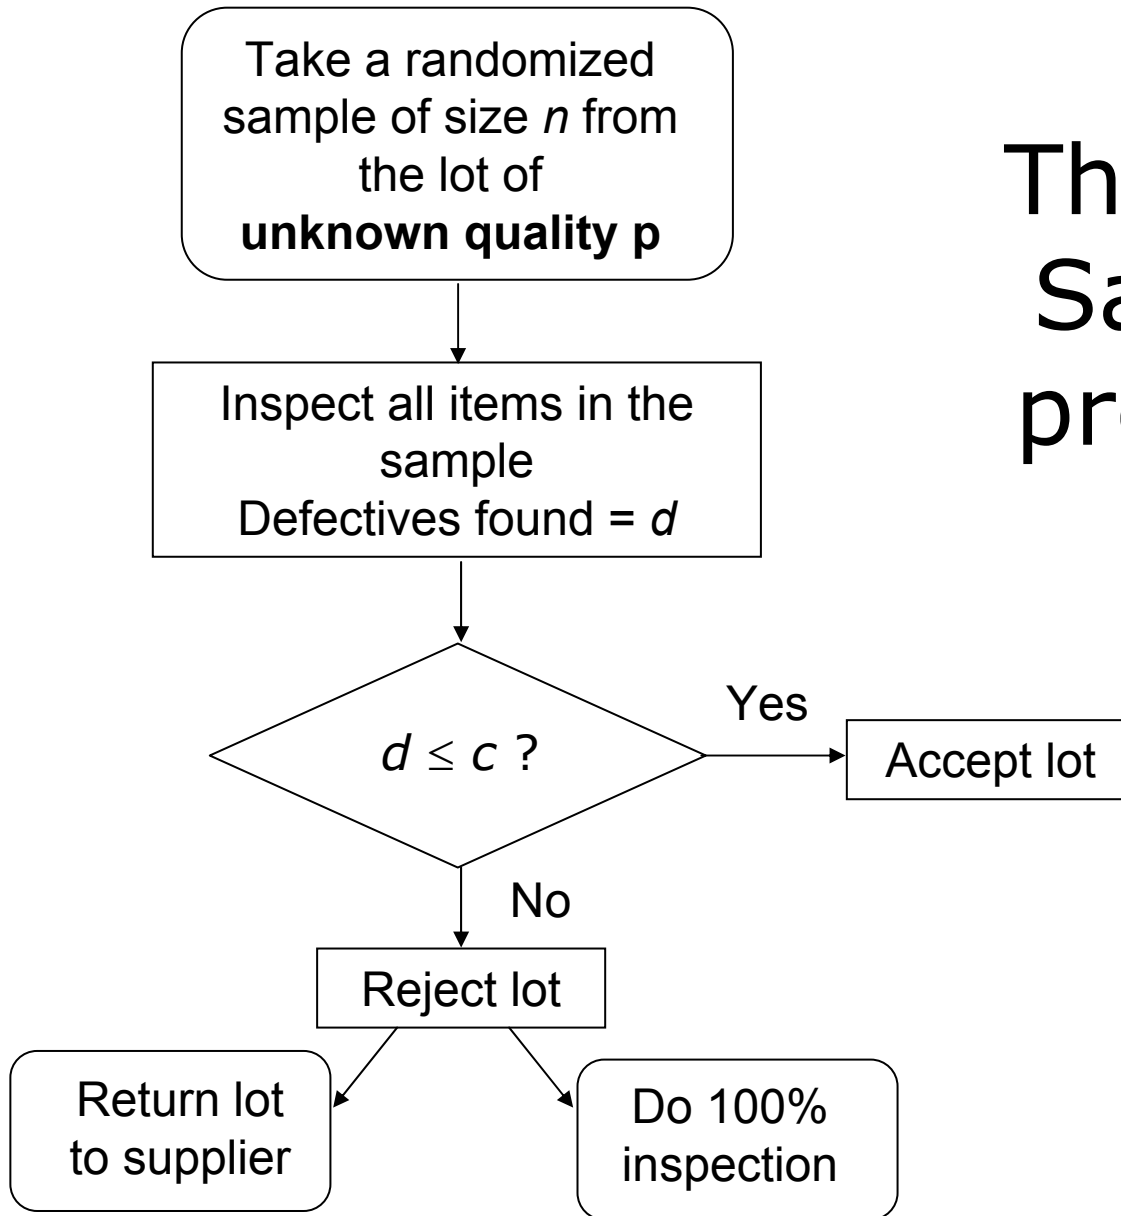 Take a randomized
sample of size n from
the lot of
unknown quality p
Th
Sa
pr
Inspect all items in the
sample
Defectives found = d
d ≤ c ?
Yes
Accept lot
No
Reject lot
Return lot
to supplier
Do 100%
inspection